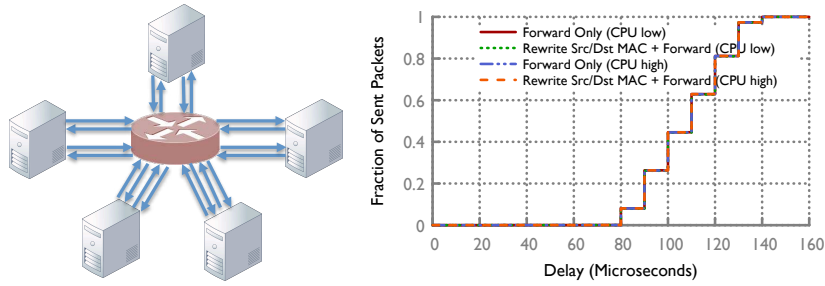 Forward Only (CPU low)
Rewrite Src/Dst MAC + Forward (CPU low)
Forward Only (CPU high)
Rewrite Src/Dst MAC + Forward (CPU high)
Fraction of Sent Packets
1
0.8
0.6
0.4
0.2
0
0 20 40 60 80 100 120 140 160
Delay (Microseconds)